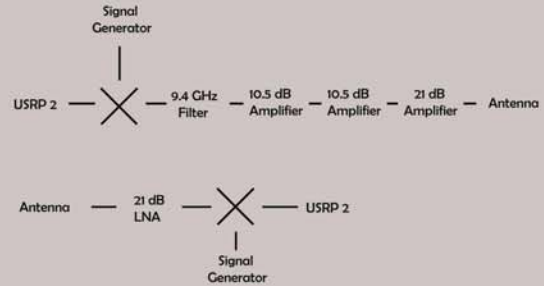 Signal
Generator
USRP 2
9.4 GHz
Filter
10.5 dB
Amplifier
10.5 dB
Amplifier
21 dB
Amplifier
Antenna
Antenna
21 dB
LNA
USRP 2
Signal
Generator